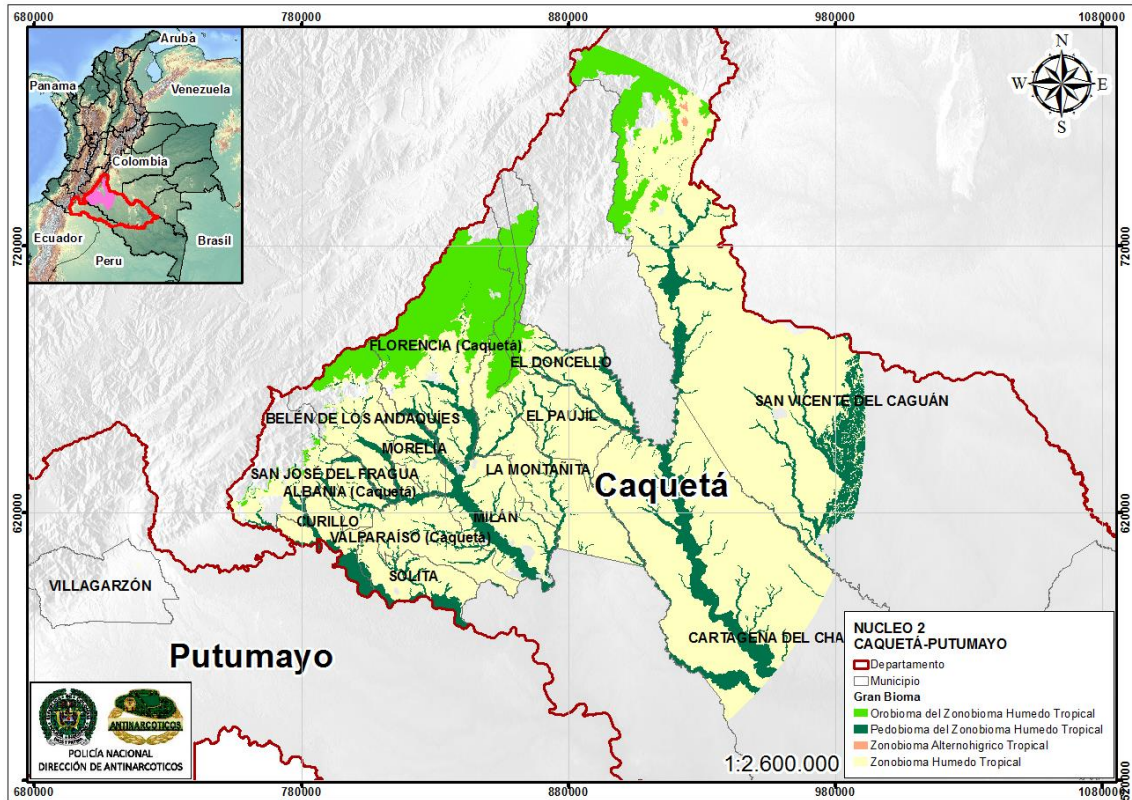 680000 780000 880000 980000 1080000
Aruba
Panama
Venezuela
Colombia
Ecuador
Brasil
Peru
N
W E
S
720000 720000
FLORENCIA (Caquetá)
EL DONCELLO
SAN VICENTE DEL CAGUÁN
BELÉN DE LOS ANDAQUIES
EL PAUJÍL
MORELIA
LA MONTAÑITA
SAN JOSÉ DEL FRAGUA
ALBANIA (Caquetá)
Caquetá
620000 620000
CURILLO
MILÁN
VALPARAÍSO (Caquetá)
SOLITA
VILLAGARZÓN
CARTAGENA DEL CHA
Putumayo
NUCLEO 2
CAQUETÁ-PUTUMAYO
Departamento
Municipio
Gran Bioma
Orobioma del Zonobioma Humedo Tropical
Pedobioma del Zonobioma Humedo Tropical
Zonobioma Alternohigrico Tropical
Zonobioma Humedo Tropical
1:2.600.000
ANTINARCOTICOS
POLICÍA NACIONAL
DIRECCIÓN DE ANTINARCOTICOS
520000
680000 780000 880000 980000 1080000